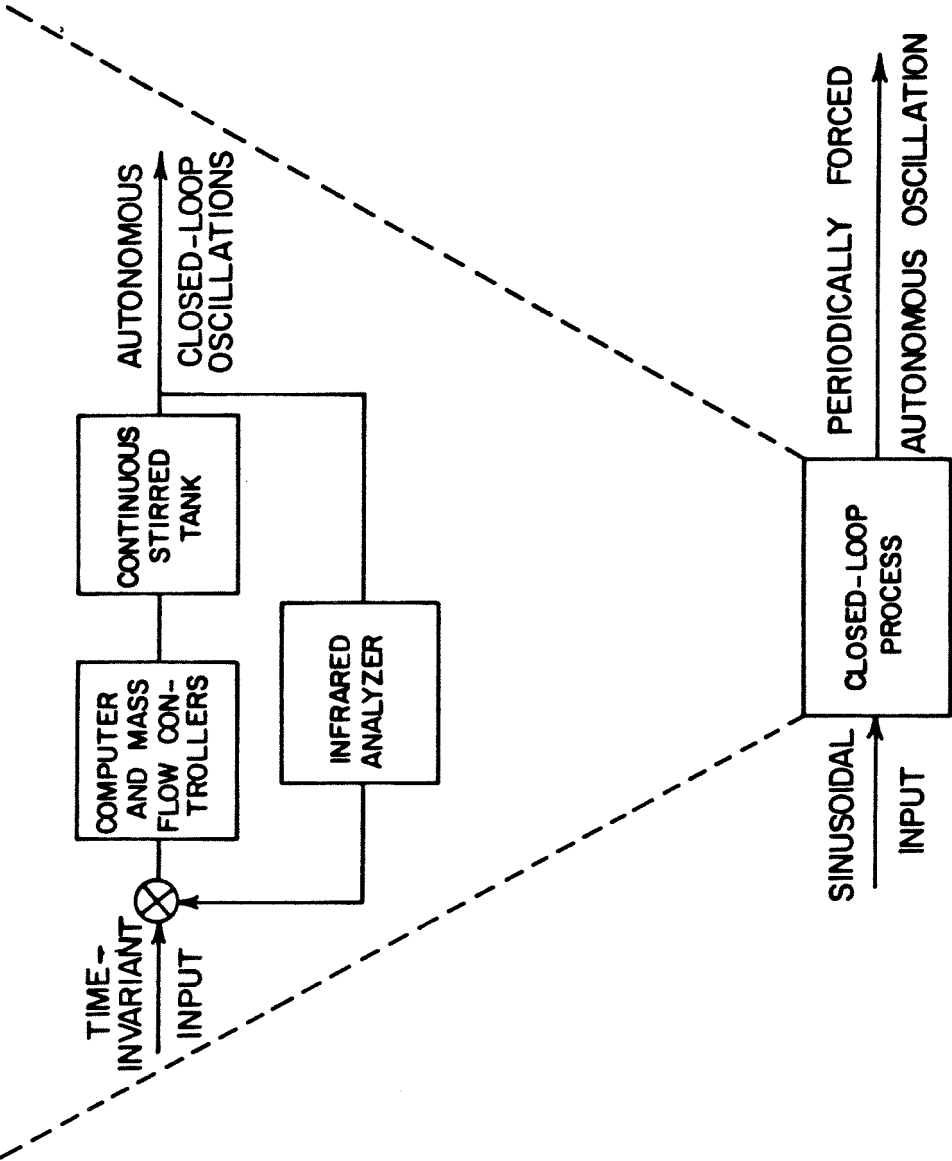 TIME-
INVARIANT
INPUT
COMPUTER
AND MASS
FLOW CON-
TROLLERS
CONTINUOUS
STIRRED
TANK
AUTONOMOUS
CLOSED-LOOP
OSCILLATIONS
INFRARED
ANALYZER
SINUSOIDAL
INPUT
CLOSED-LOOP
PROCESS
PERIODICALLY FORCED
AUTONOMOUS OSCILLATION